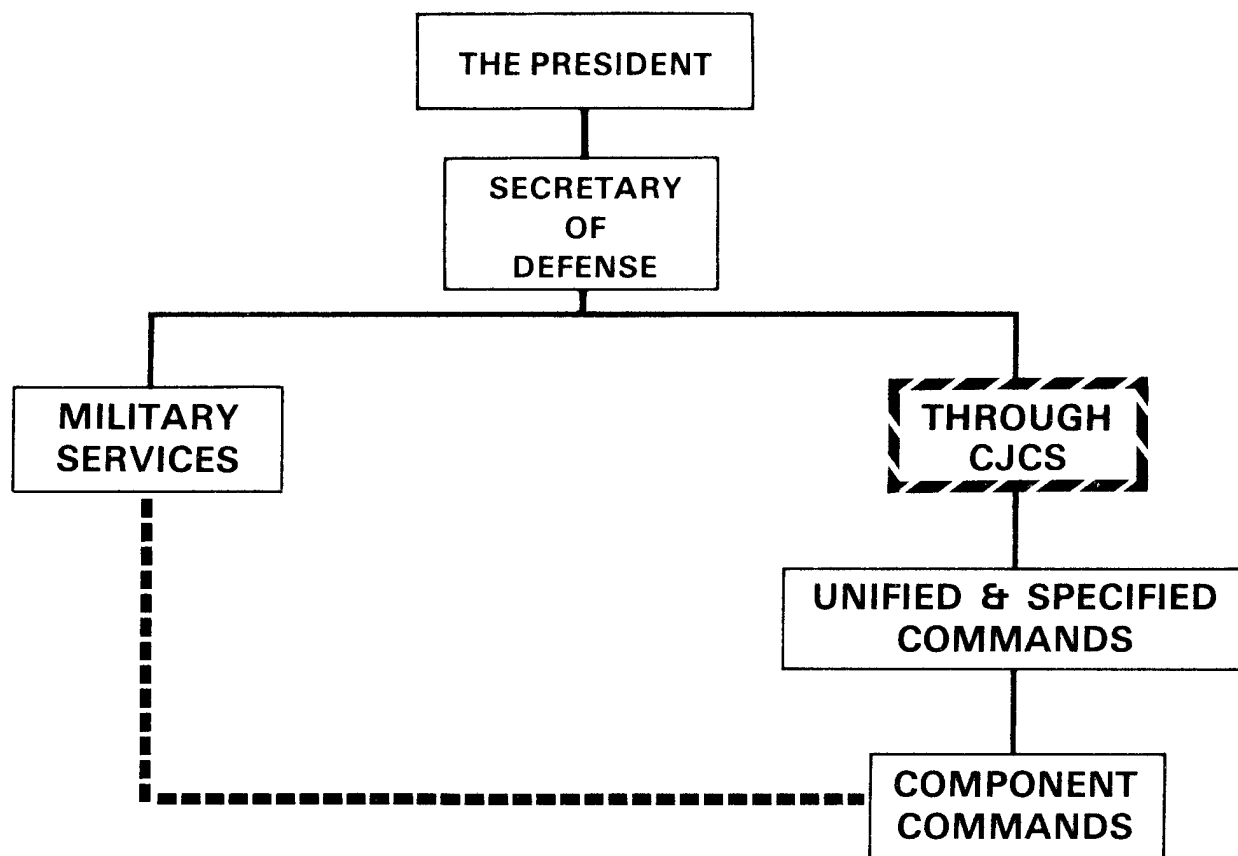 THE PRESIDENT
SECRETARY
OF
DEFENSE
MILITARY
SERVICES
THROUGH
CJCS
UNIFIED & SPECIFIED
COMMANDS
COMPONENT
COMMANDS